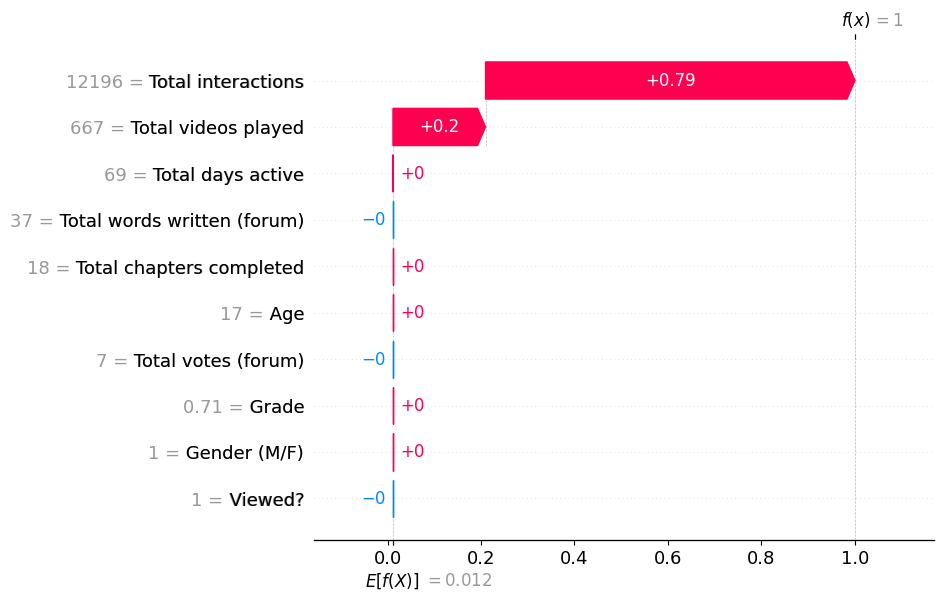 f(x) = 1
12196 = Total interactions
+0.79
667 = Total videos played
+0.2
69 = Total days active
+0
37 = Total words written (forum)
−0
18 = Total chapters completed
+0
17 = Age
+0
7 = Total votes (forum)
−0
0.71 = Grade
+0
1 = Gender (M/F)
+0
1 = Viewed?
−0
0.0 0.2 0.4 0.6 0.8 1.0
E[f(X)] = 0.012